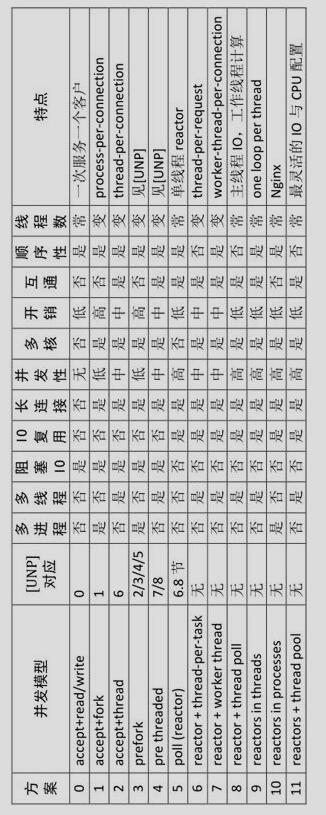 方案 并发模型 [UNP]对应 多进程 多线程 阻塞IO IO复用 长连接 并发性 多核 开销 互通 顺序性 线程数 特点
0 accept+read/write 0 否 否 是 否 否 无 否 低 否 是 常 一次服务一个客户
1 accept+fork 1 是 否 是 否 是 低 是 高 否 是 变 process-per-connection
2 accept+thread 6 否 是 是 否 是 中 是 中 是 是 变 thread-per-connection
3 prefork 2/3/4/5 是 否 是 否 是 低 是 高 否 是 变 见[UNP]
4 pre threaded 7/8 否 是 是 否 是 中 是 中 是 是 变 见[UNP]
5 poll (reactor) 6.8 节 否 否 否 是 是 高 否 低 是 是 常 单线程 reactor
6 reactor + thread-per-task 无 否 是 否 是 是 中 是 中 是 否 变 thread-per-request
7 reactor + worker thread 无 否 是 否 是 是 中 是 中 是 是 变 worker-thread-per-connection
8 reactor + thread poll 无 否 是 否 是 是 高 是 低 是 否 常 主线程 IO，工作线程计算
9 reactors in threads 无 否 是 否 是 是 高 是 低 是 是 常 one loop per thread
10 reactors in processes 无 是 否 否 是 是 高 是 低 否 是 常 Nginx
11 reactors + thread pool 无 否 是 否 是 是 高 是 低 是 否 常 最灵活的 IO 与 CPU 配置